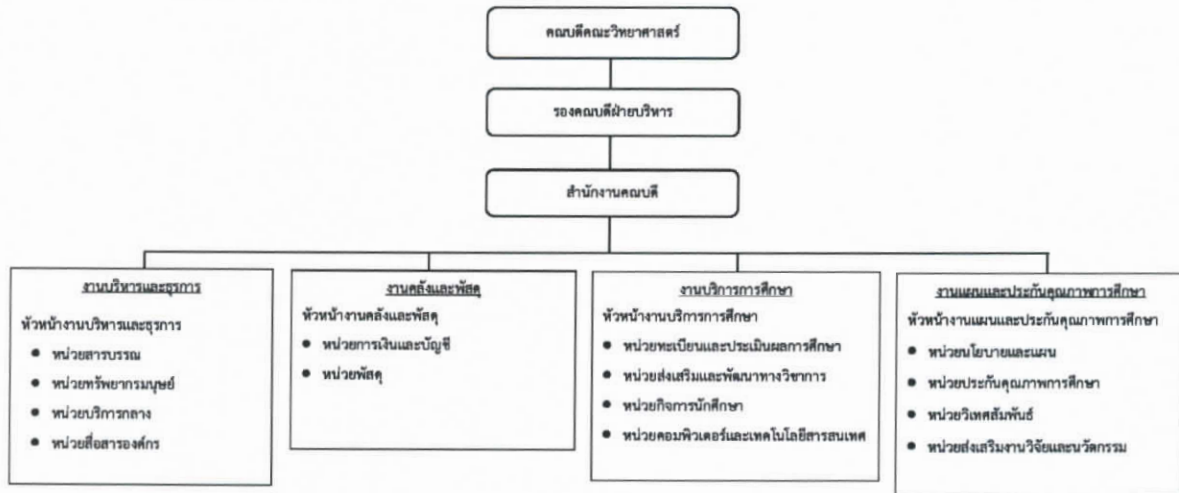 คณบดีคณะวิทยาศาสตร์
รองคณบดีฝ่ายบริหาร
สำนักงานคณบดี
งานบริหารและธุรการ
หัวหน้างานบริหารและธุรการ
● หน่วยสารบรรณ
● หน่วยทรัพยากรมนุษย์
● หน่วยบริการกลาง
● หน่วยสื่อสารองค์กร
งานคลังและพัสดุ
หัวหน้างานคลังและพัสดุ
● หน่วยการเงินและบัญชี
● หน่วยพัสดุ
งานบริการการศึกษา
หัวหน้างานบริการการศึกษา
● หน่วยทะเบียนและประเมินผลการศึกษา
● หน่วยส่งเสริมและพัฒนาทางวิชาการ
● หน่วยกิจการนักศึกษา
● หน่วยคอมพิวเตอร์และเทคโนโลยีสารสนเทศ
งานแผนและประกันคุณภาพการศึกษา
หัวหน้างานแผนและประกันคุณภาพการศึกษา
● หน่วยนโยบายและแผน
● หน่วยประกันคุณภาพการศึกษา
● หน่วยวิเทศสัมพันธ์
● หน่วยส่งเสริมงานวิจัยและนวัตกรรม